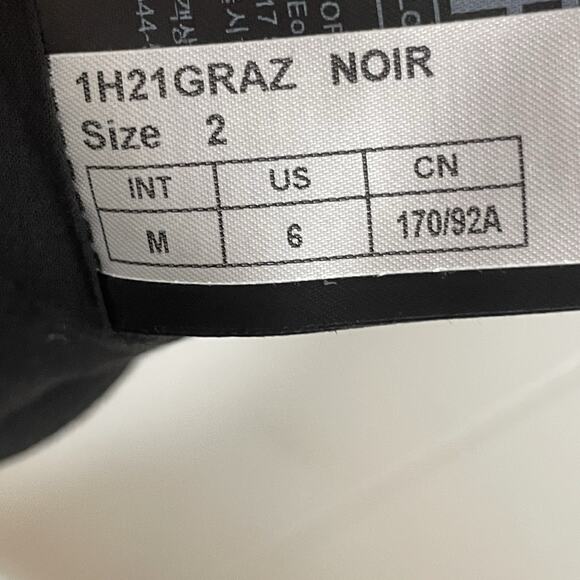 1H21GRAZ NOIR
Size 2
INT US CN
M 6 170/92A